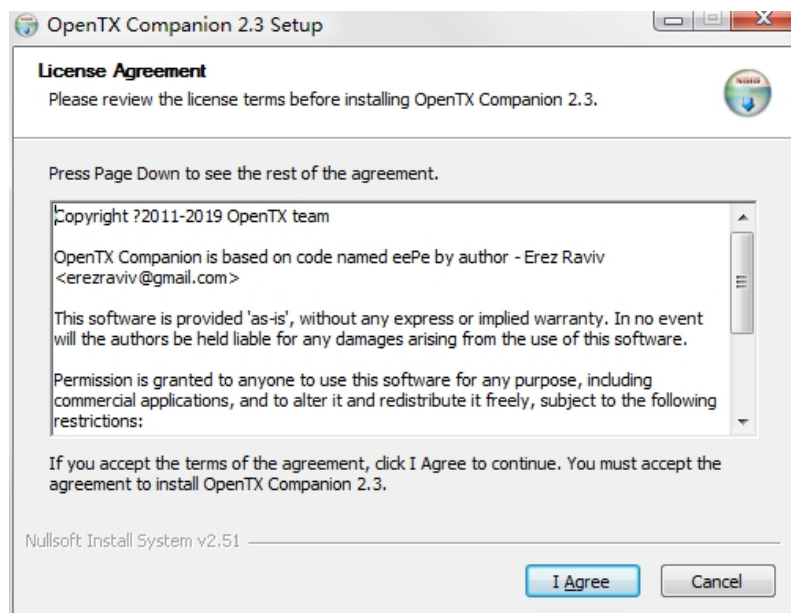 OpenTX Companion 2.3 Setup
License Agreement
Please review the license terms before installing OpenTX Companion 2.3.
Press Page Down to see the rest of the agreement.
Copyright ?2011-2019 OpenTX team
OpenTX Companion is based on code named eePe by author - Erez Raviv
<erezraviv@gmail.com>
This software is provided 'as-is', without any express or implied warranty. In no event
will the authors be held liable for any damages arising from the use of this software.
Permission is granted to anyone to use this software for any purpose, including
commercial applications, and to alter it and redistribute it freely, subject to the following
restrictions:
If you accept the terms of the agreement, click I Agree to continue. You must accept the
agreement to install OpenTX Companion 2.3.
Nullsoft Install System v2.51
I Agree
Cancel